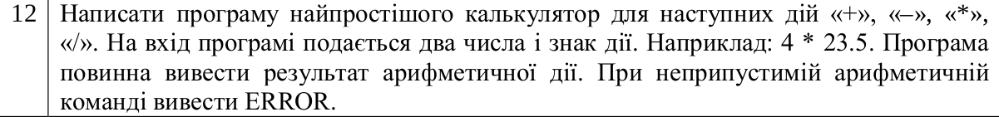 12 Написати програму найпростішого калькулятор для наступних дій «+», «–», «*»,
«/». На вхід програмі подається два числа і знак дії. Наприклад: 4 * 23.5. Програма
повинна вивести результат арифметичної дії. При неприпустимій арифметичній
команді вивести ERROR.